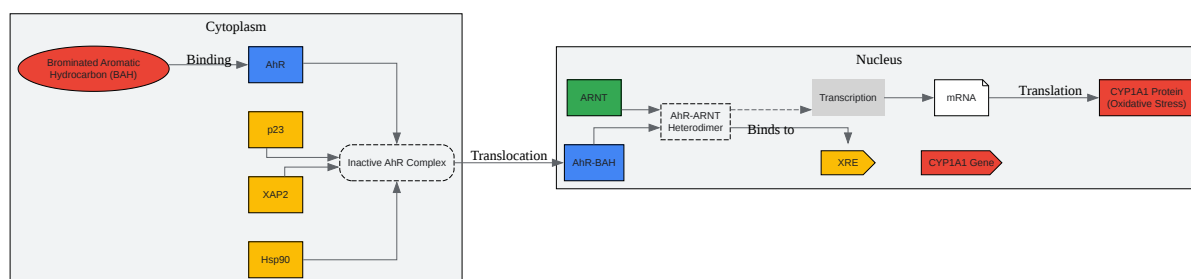 Cytoplasm
Brominated Aromatic
Hydrocarbon (BAH)
Binding
AhR
p23
XAP2
Hsp90
Inactive AhR Complex
Translocation
Nucleus
ARNT
AhR-BAH
AhR-ARNT
Heterodimer
Binds to
Transcription
mRNA
Translation
CYP1A1 Protein
(Oxidative Stress)
XRE
CYP1A1 Gene